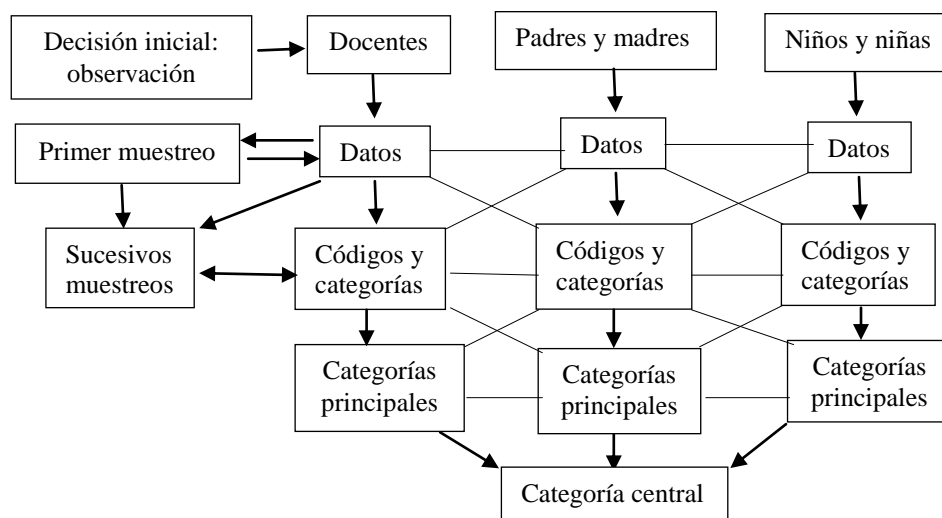 Decisión inicial:
observación
Docentes
Padres y madres
Niños y niñas
Primer muestreo
Datos
Datos
Datos
Sucesivos
muestreos
Códigos y
categorías
Códigos y
categorías
Códigos y
categorías
Categorías
principales
Categorías
principales
Categorías
principales
Categoría central